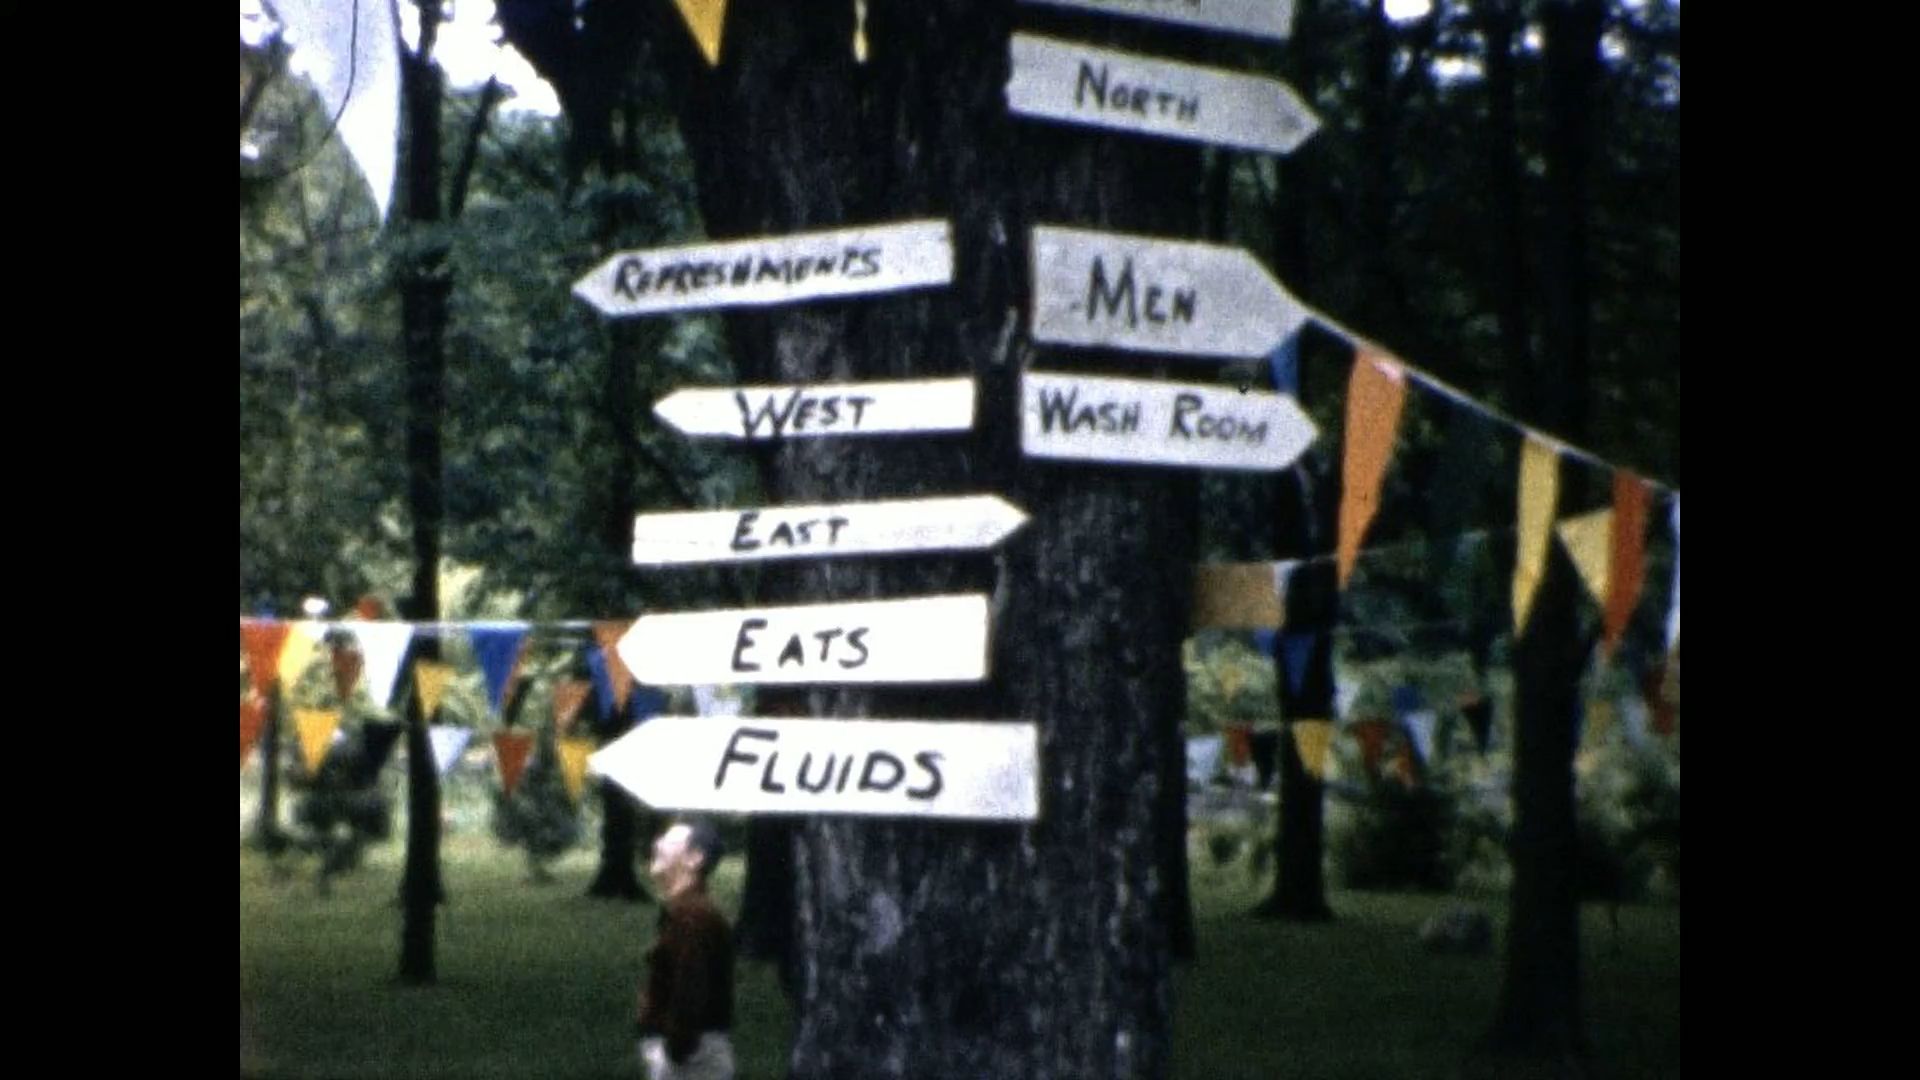 NORTH
REFRESHMENTS
MEN
WEST
WASH ROOM
EAST
EATS
FLUIDS